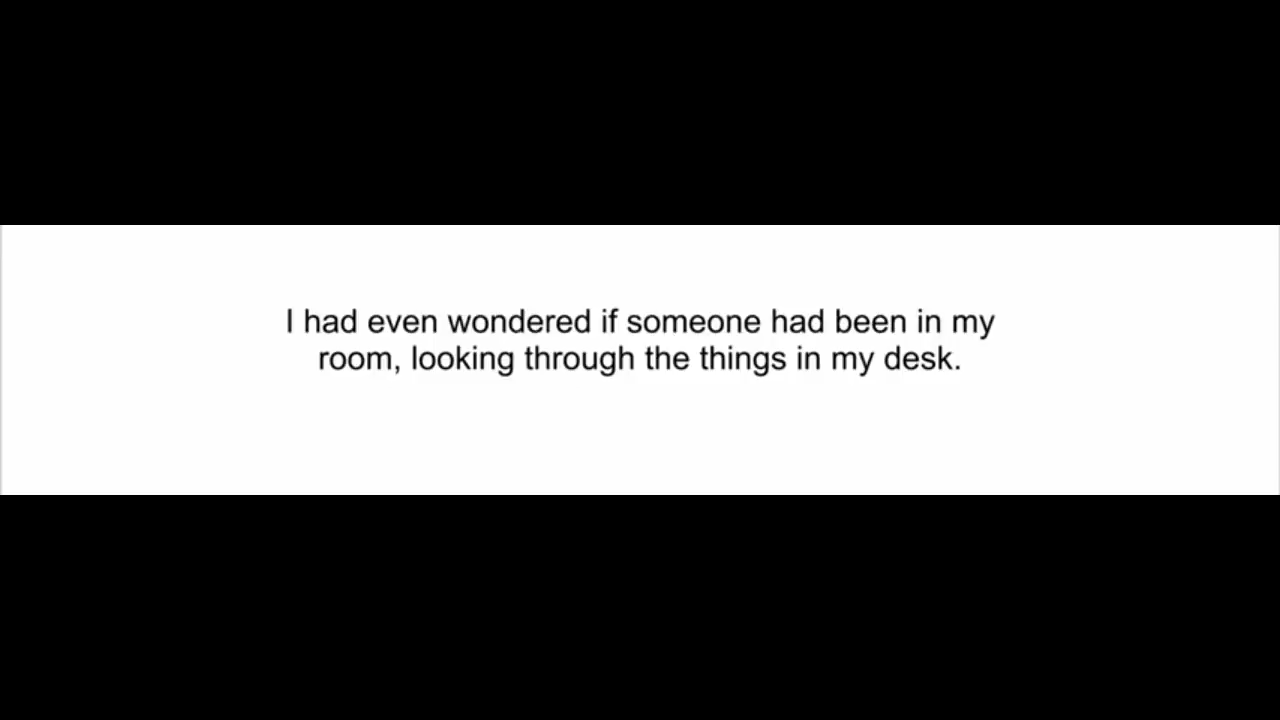 I had even wondered if someone had been in my
room, looking through the things in my desk.